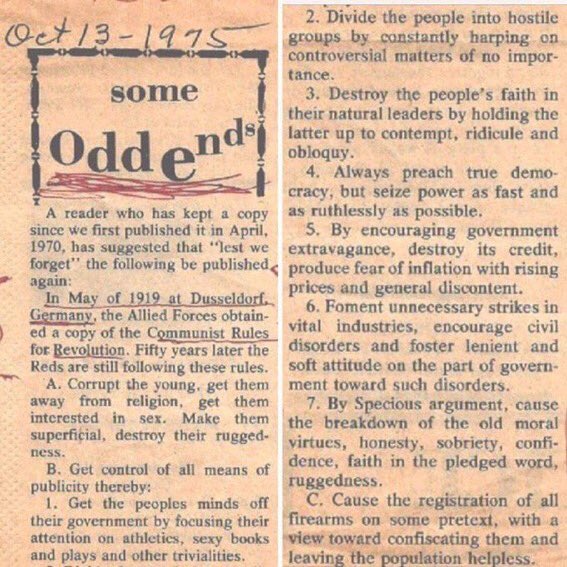 Oct 13-1975
some
Odd ends
A reader who has kept a copy
since we first published it in April,
1970, has suggested that "lest we
forget" the following be published
again:
In May of 1919 at Dusseldorf,
Germany, the Allied Forces obtain-
ed a copy of the Communist Rules
for Revolution. Fifty years later the
Reds are still following these rules.
A. Corrupt the young, get them
away from religion, get them
interested in sex. Make them
superficial, destroy their rugged-
ness.
B. Get control of all means of
publicity thereby:
1. Get the peoples minds off
their government by focusing their
attention on athletics, sexy books
and plays and other trivialities.
2. Divide the people into hostile
groups by constantly harping on
controversial matters of no impor-
tance.
3. Destroy the people's faith in
their natural leaders by holding the
latter up to contempt, ridicule and
obloquy.
4. Always preach true demo-
cracy, but seize power as fast and
as ruthlessly as possible.
5. By encouraging government
extravagance, destroy its credit,
produce fear of inflation with rising
prices and general discontent.
6. Foment unnecessary strikes in
vital industries, encourage civil
disorders and foster lenient and
soft attitude on the part of govern-
ment toward such disorders.
7. By Specious argument, cause
the breakdown of the old moral
virtues, honesty, sobriety, confi-
dence, faith in the pledged word,
ruggedness.
C. Cause the registration of all
firearms on some pretext, with a
view toward confiscating them and
leaving the population helpless.